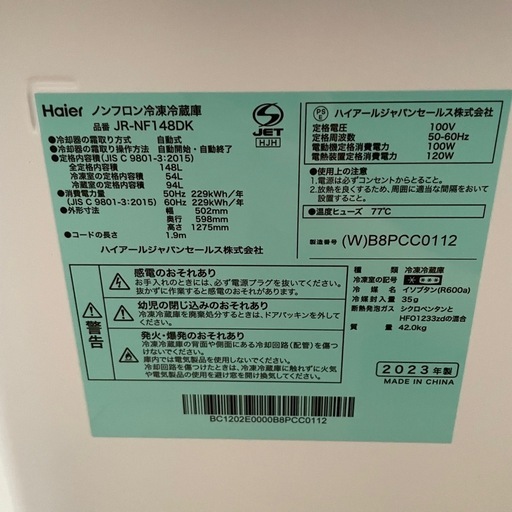 Haier ノンフロン冷凍冷蔵庫
品番 JR-NF148DK
S JET
HJH
●冷却器の霜取り方式 自動式
●冷却器の霜取り操作方法 自動開始・自動終了
●定格内容積(JIS C 9801-3:2015)
全定格内容積 148L
冷凍室の定格内容積 54L
冷蔵室の定格内容積 94L
●消費電力量 50Hz 229kWh/年
(JIS C 9801-3:2015) 60Hz 229kWh/年
●外形寸法 幅 502mm
奥行 598mm
高さ 1275mm
●コードの長さ 1.9m
ハイアールジャパンセールス株式会社
PS E
ハイアールジャパンセールス株式会社
定格電圧 100V
定格周波数 50-60Hz
電動機定格消費電力 100W
電熱装置定格消費電力 120W
●使用上の注意
1.電源は必ずコンセントからとること。
2.放熱を良くするため、周囲に適当な間隔をおいて
設置すること。
●温度ヒューズ 77℃
製造番号 (W)B8PCC0112
警告
感電のおそれあり
お手入れのときには、必ず電源プラグを抜いてください。
抜かずに作業すると、感電することがあります。
幼児の閉じ込みのおそれあり
冷凍冷蔵庫を廃棄処分するときは、ドアパッキンを外してください。
発火・爆発のおそれあり
冷凍冷蔵庫の背面や側面にある冷却回路(配管)を傷つ
けないでください。
庫内では電気製品を使用しないでください。
冷却回路を傷つけたときは、冷凍冷蔵庫に触れずに火気
や電気製品の使用を避け窓を開け換気してください。
種類 冷凍冷蔵庫
冷凍室の記号
冷媒 イソブタン(R600a)
冷媒封入量 35g
断熱発泡ガス シクロペンタンと
HFO1233zdの混合
質量 42.0kg
2023年製
MADE IN CHINA
BC1202E0000B8PCC0112